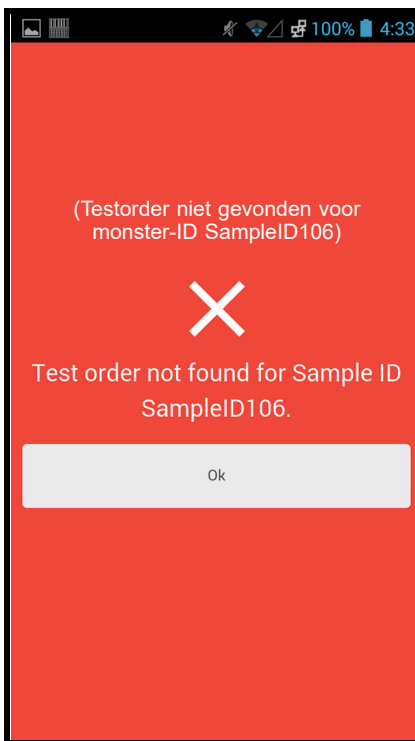 100% 4:33
(Testorder niet gevonden voor
monster-ID SampleID106)
Test order not found for Sample ID
SampleID106.
Ok